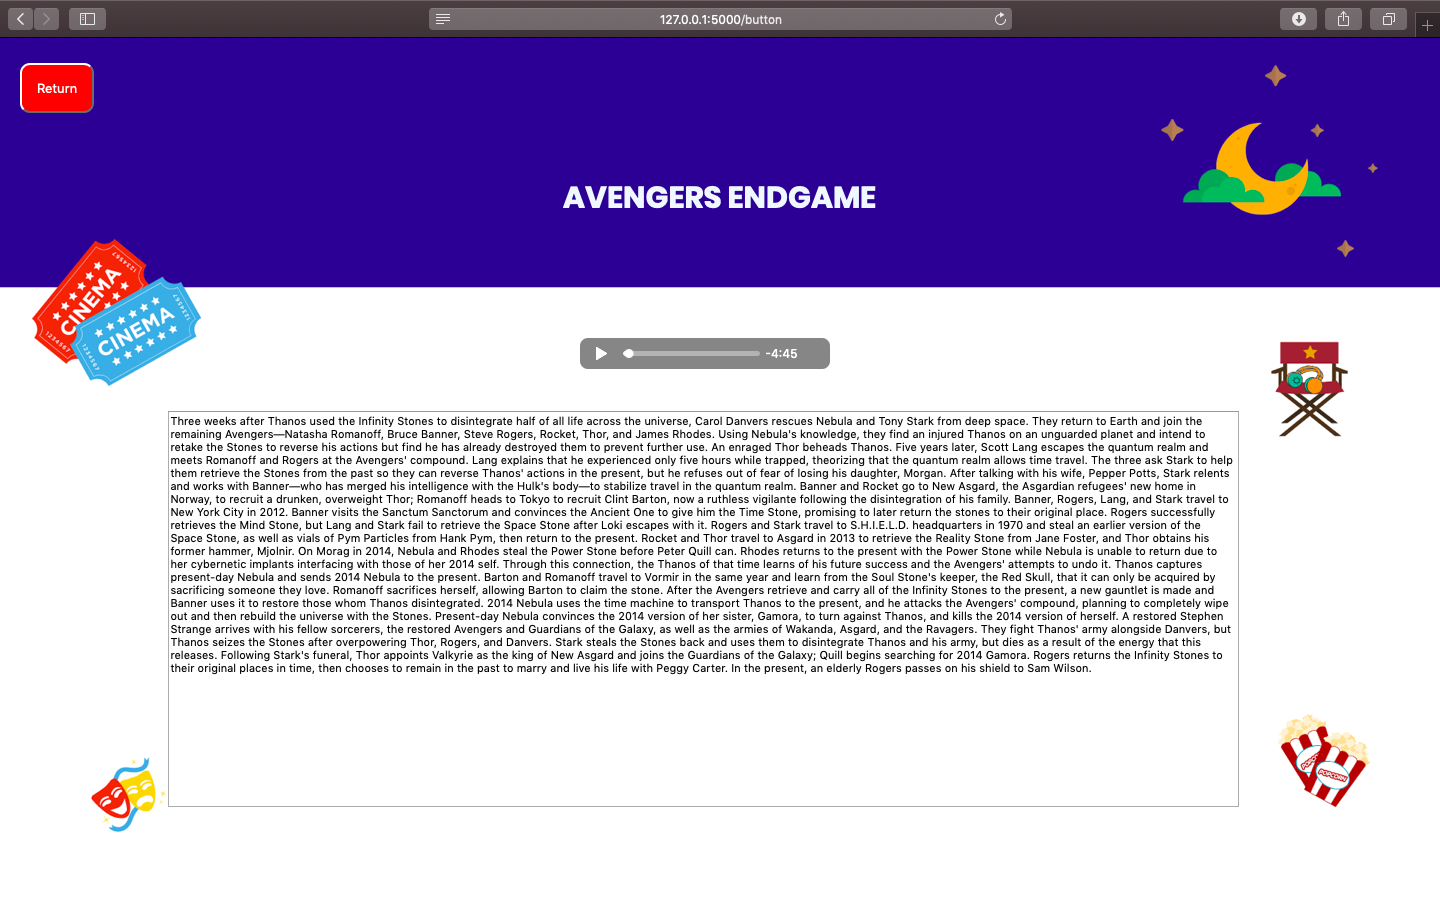 127.0.0.1:5000/button
Return
AVENGERS ENDGAME
1234567
CINEMA
1234567
1234567
CINEMA
1234567
-4:45
Three weeks after Thanos used the Infinity Stones to disintegrate half of all life across the universe, Carol Danvers rescues Nebula and Tony Stark from deep space. They return to Earth and join the
remaining Avengers—Natasha Romanoff, Bruce Banner, Steve Rogers, Rocket, Thor, and James Rhodes. Using Nebula's knowledge, they find an injured Thanos on an unguarded planet and intend to
retake the Stones to reverse his actions but find he has already destroyed them to prevent further use. An enraged Thor beheads Thanos. Five years later, Scott Lang escapes the quantum realm and
meets Romanoff and Rogers at the Avengers' compound. Lang explains that he experienced only five hours while trapped, theorizing that the quantum realm allows time travel. The three ask Stark to help
them retrieve the Stones from the past so they can reverse Thanos' actions in the present, but he refuses out of fear of losing his daughter, Morgan. After talking with his wife, Pepper Potts, Stark relents
and works with Banner—who has merged his intelligence with the Hulk's body—to stabilize travel in the quantum realm. Banner and Rocket go to New Asgard, the Asgardian refugees' new home in
Norway, to recruit a drunken, overweight Thor; Romanoff heads to Tokyo to recruit Clint Barton, now a ruthless vigilante following the disintegration of his family. Banner, Rogers, Lang, and Stark travel to
New York City in 2012. Banner visits the Sanctum Sanctorum and convinces the Ancient One to give him the Time Stone, promising to later return the stones to their original place. Rogers successfully
retrieves the Mind Stone, but Lang and Stark fail to retrieve the Space Stone after Loki escapes with it. Rogers and Stark travel to S.H.I.E.L.D. headquarters in 1970 and steal an earlier version of the
Space Stone, as well as vials of Pym Particles from Hank Pym, then return to the present. Rocket and Thor travel to Asgard in 2013 to retrieve the Reality Stone from Jane Foster, and Thor obtains his
former hammer, Mjolnir. On Morag in 2014, Nebula and Rhodes steal the Power Stone before Peter Quill can. Rhodes returns to the present with the Power Stone while Nebula is unable to return due to
her cybernetic implants interfacing with those of her 2014 self. Through this connection, the Thanos of that time learns of his future success and the Avengers' attempts to undo it. Thanos captures
present-day Nebula and sends 2014 Nebula to the present. Barton and Romanoff travel to Vormir in the same year and learn from the Soul Stone's keeper, the Red Skull, that it can only be acquired by
sacrificing someone they love. Romanoff sacrifices herself, allowing Barton to claim the stone. After the Avengers retrieve and carry all of the Infinity Stones to the present, a new gauntlet is made and
Banner uses it to restore those whom Thanos disintegrated. 2014 Nebula uses the time machine to transport Thanos to the present, and he attacks the Avengers' compound, planning to completely wipe
out and then rebuild the universe with the Stones. Present-day Nebula convinces the 2014 version of her sister, Gamora, to turn against Thanos, and kills the 2014 version of herself. A restored Stephen
Strange arrives with his fellow sorcerers, the restored Avengers and Guardians of the Galaxy, as well as the armies of Wakanda, Asgard, and the Ravagers. They fight Thanos' army alongside Danvers, but
Thanos seizes the Stones after overpowering Thor, Rogers, and Danvers. Stark steals the Stones back and uses them to disintegrate Thanos and his army, but dies as a result of the energy that this
releases. Following Stark's funeral, Thor appoints Valkyrie as the king of New Asgard and joins the Guardians of the Galaxy; Quill begins searching for 2014 Gamora. Rogers returns the Infinity Stones to
their original places in time, then chooses to remain in the past to marry and live his life with Peggy Carter. In the present, an elderly Rogers passes on his shield to Sam Wilson.
POPCORN